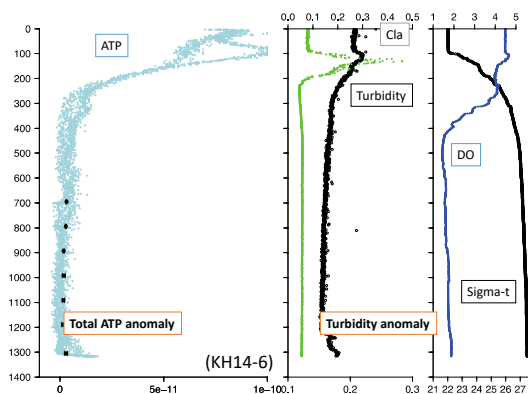 0.0 0.1 0.2 0.3 1 2 3 4 5
0
100
200
300
400
500
600
700
800
900
1000
1100
1200
1300
1400
ATP
Cla
Turbidity
DO
Sigma-t
Total ATP anomaly
Turbidity anomaly
(KH14-6)
0 5e-11 1e-10 0.1 0.2 0.3 21 22 23 24 25 26 27